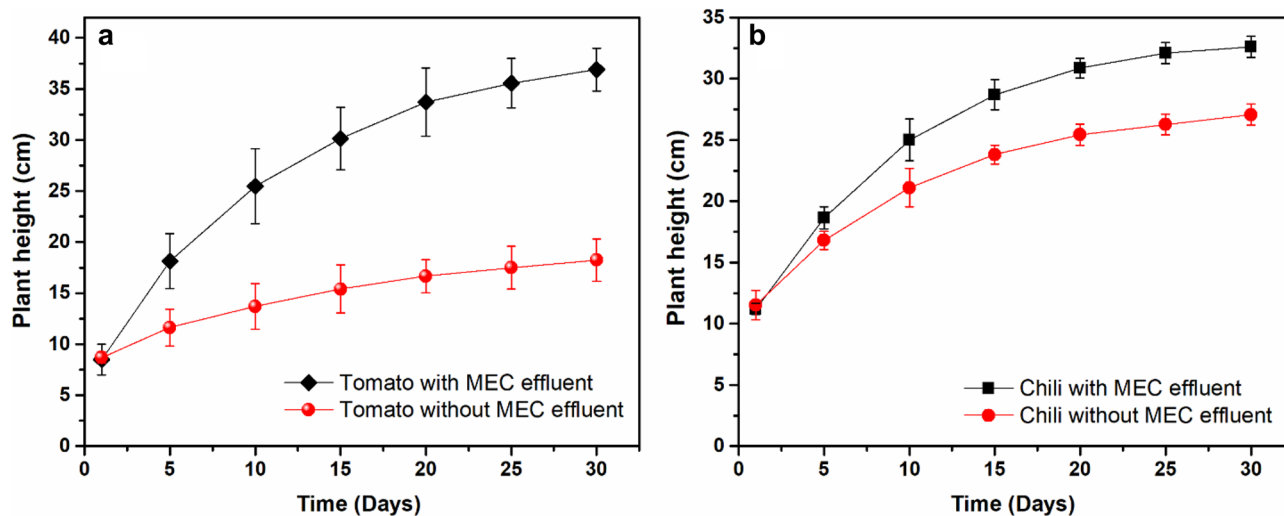 a
Plant height (cm)
40
35
30
25
20
15
10
5
0
0 5 10 15 20 25 30
Time (Days)
Tomato with MEC effluent
Tomato without MEC effluent
b
Plant height (cm)
35
30
25
20
15
10
5
0
0 5 10 15 20 25 30
Time (Days)
Chili with MEC effluent
Chili without MEC effluent